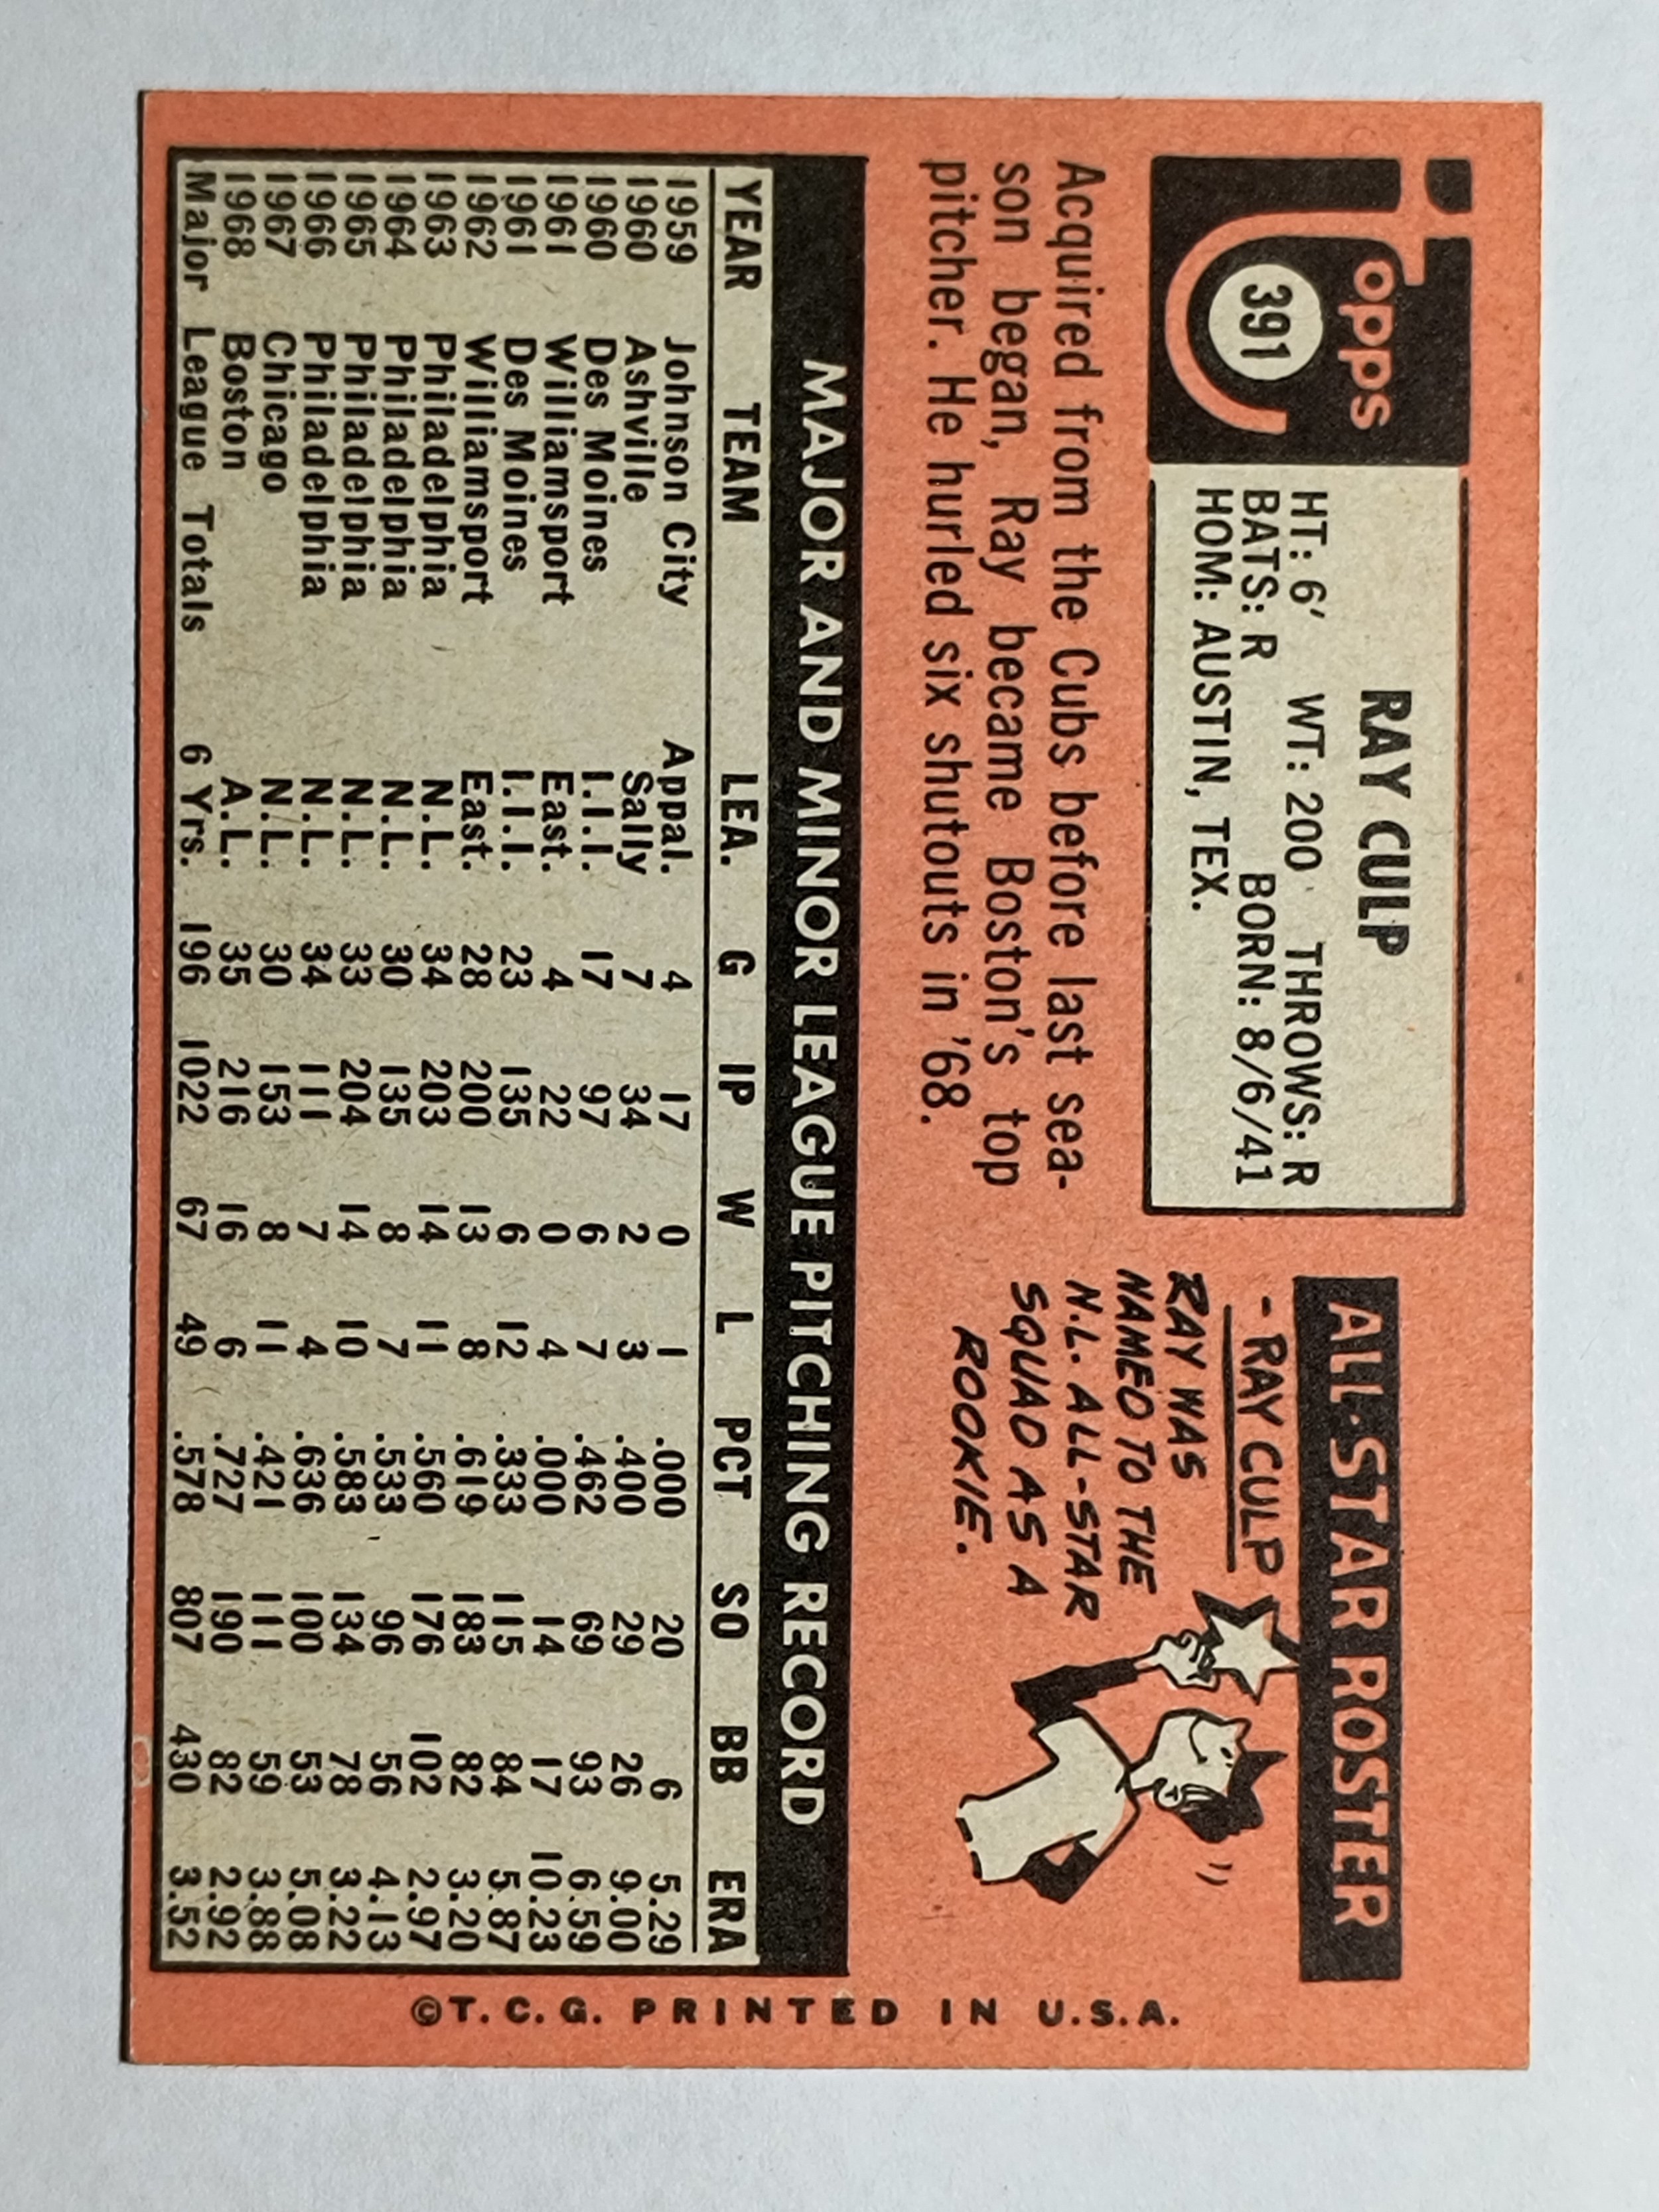 Topps
391
RAY CULP
HT: 6' WT: 200 THROWS: R
BATS: R BORN: 8/6/41
HOM: AUSTIN, TEX.
Acquired from the Cubs before last sea-
son began, Ray became Boston's top
pitcher. He hurled six shutouts in '68.
ALL-STAR ROSTER
- RAY CULP
RAY WAS
NAMED TO THE
N.L. ALL-STAR
SQUAD AS A
ROOKIE.
MAJOR AND MINOR LEAGUE PITCHING RECORD
YEAR TEAM LEA. G IP W L PCT SO BB ERA
1959 Johnson City Appal. 4 17 0 1 .000 20 6 5.29
1960 Ashville Sally 7 34 2 3 .400 29 26 9.00
1960 Des Moines I.I.I. 17 97 6 7 .462 69 93 6.59
1961 Williamsport East. 4 22 0 4 .000 14 17 10.23
1961 Des Moines I.I.I. 23 135 6 12 .333 115 84 5.87
1962 Williamsport East. 28 200 13 8 .619 183 82 3.20
1963 Philadelphia N.L. 34 203 14 11 .560 176 102 2.97
1964 Philadelphia N.L. 30 135 8 7 .533 96 56 4.13
1965 Philadelphia N.L. 33 204 14 10 .583 134 78 3.22
1966 Philadelphia N.L. 34 111 7 4 .636 100 53 5.08
1967 Chicago N.L. 30 153 8 11 .421 111 59 3.88
1968 Boston A.L. 35 216 16 6 .727 190 82 2.92
Major League Totals 6 Yrs. 196 1022 67 49 .578 807 430 3.52
©T.C.G. PRINTED IN U.S.A.